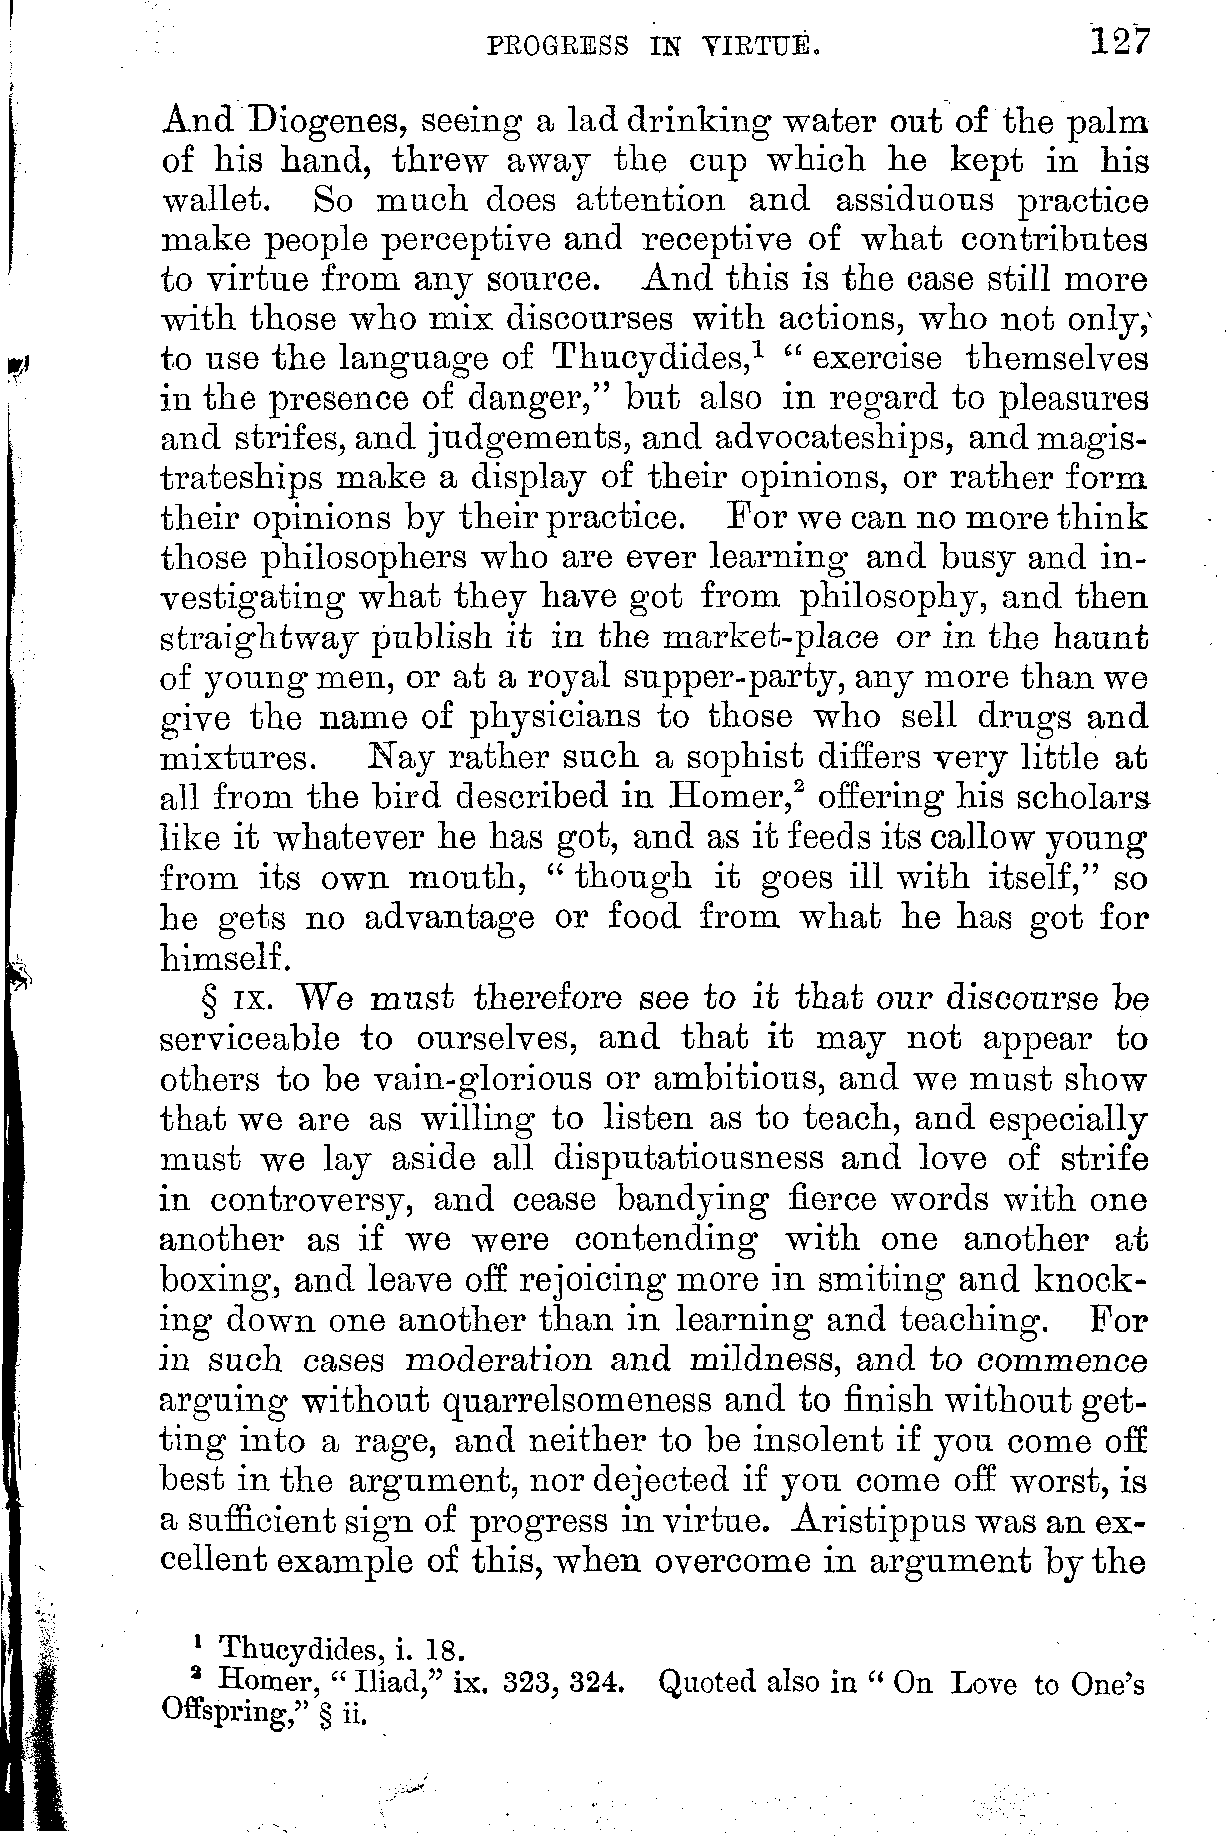 PROGRESS IN VIRTUE. 127
And Diogenes, seeing a lad drinking water out of the palm
of his hand, threw away the cup which he kept in his
wallet. So much does attention and assiduous practice
make people perceptive and receptive of what contributes
to virtue from any source. And this is the case still more
with those who mix discourses with actions, who not only,
to use the language of Thucydides,¹ “ exercise themselves
in the presence of danger,” but also in regard to pleasures
and strifes, and judgements, and advocateships, and magis-
trateships make a display of their opinions, or rather form
their opinions by their practice. For we can no more think
those philosophers who are ever learning and busy and in-
vestigating what they have got from philosophy, and then
straightway publish it in the market-place or in the haunt
of young men, or at a royal supper-party, any more than we
give the name of physicians to those who sell drugs and
mixtures. Nay rather such a sophist differs very little at
all from the bird described in Homer,² offering his scholars
like it whatever he has got, and as it feeds its callow young
from its own mouth, “ though it goes ill with itself,” so
he gets no advantage or food from what he has got for
himself.
§ IX. We must therefore see to it that our discourse be
serviceable to ourselves, and that it may not appear to
others to be vain-glorious or ambitious, and we must show
that we are as willing to listen as to teach, and especially
must we lay aside all disputatiousness and love of strife
in controversy, and cease bandying fierce words with one
another as if we were contending with one another at
boxing, and leave off rejoicing more in smiting and knock-
ing down one another than in learning and teaching. For
in such cases moderation and mildness, and to commence
arguing without quarrelsomeness and to finish without get-
ting into a rage, and neither to be insolent if you come off
best in the argument, nor dejected if you come off worst, is
a sufficient sign of progress in virtue. Aristippus was an ex-
cellent example of this, when overcome in argument by the
¹ Thucydides, i. 18.
² Homer, “ Iliad,” ix. 323, 324. Quoted also in “ On Love to One's
Offspring,” § ii.